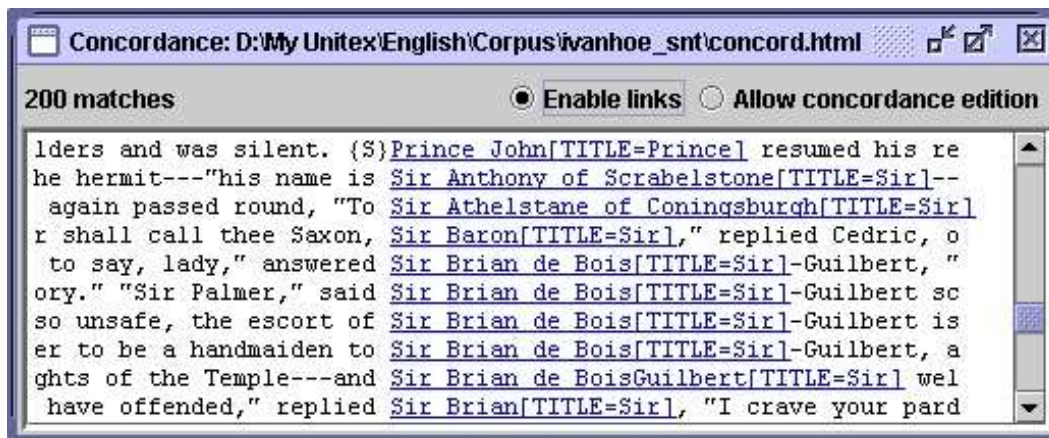 Concordance: D:\My Unitex\English\Corpus\ivanhoe_snt\concord.html
200 matches Enable links Allow concordance edition
lders and was silent. {S}Prince John[TITLE=Prince] resumed his re
he hermit---"his name is Sir Anthony of Scrabelstone[TITLE=Sir]--
again passed round, "To Sir Athelstane of Coningsburgh[TITLE=Sir]
r shall call thee Saxon, Sir Baron[TITLE=Sir]," replied Cedric, o
to say, lady," answered Sir Brian de Bois[TITLE=Sir]-Guilbert, "
ory." "Sir Palmer," said Sir Brian de Bois[TITLE=Sir]-Guilbert sc
so unsafe, the escort of Sir Brian de Bois[TITLE=Sir]-Guilbert is
er to be a handmaiden to Sir Brian de Bois[TITLE=Sir]-Guilbert, a
ghts of the Temple---and Sir Brian de BoisGuilbert[TITLE=Sir] wel
have offended," replied Sir Brian[TITLE=Sir], "I crave your pard